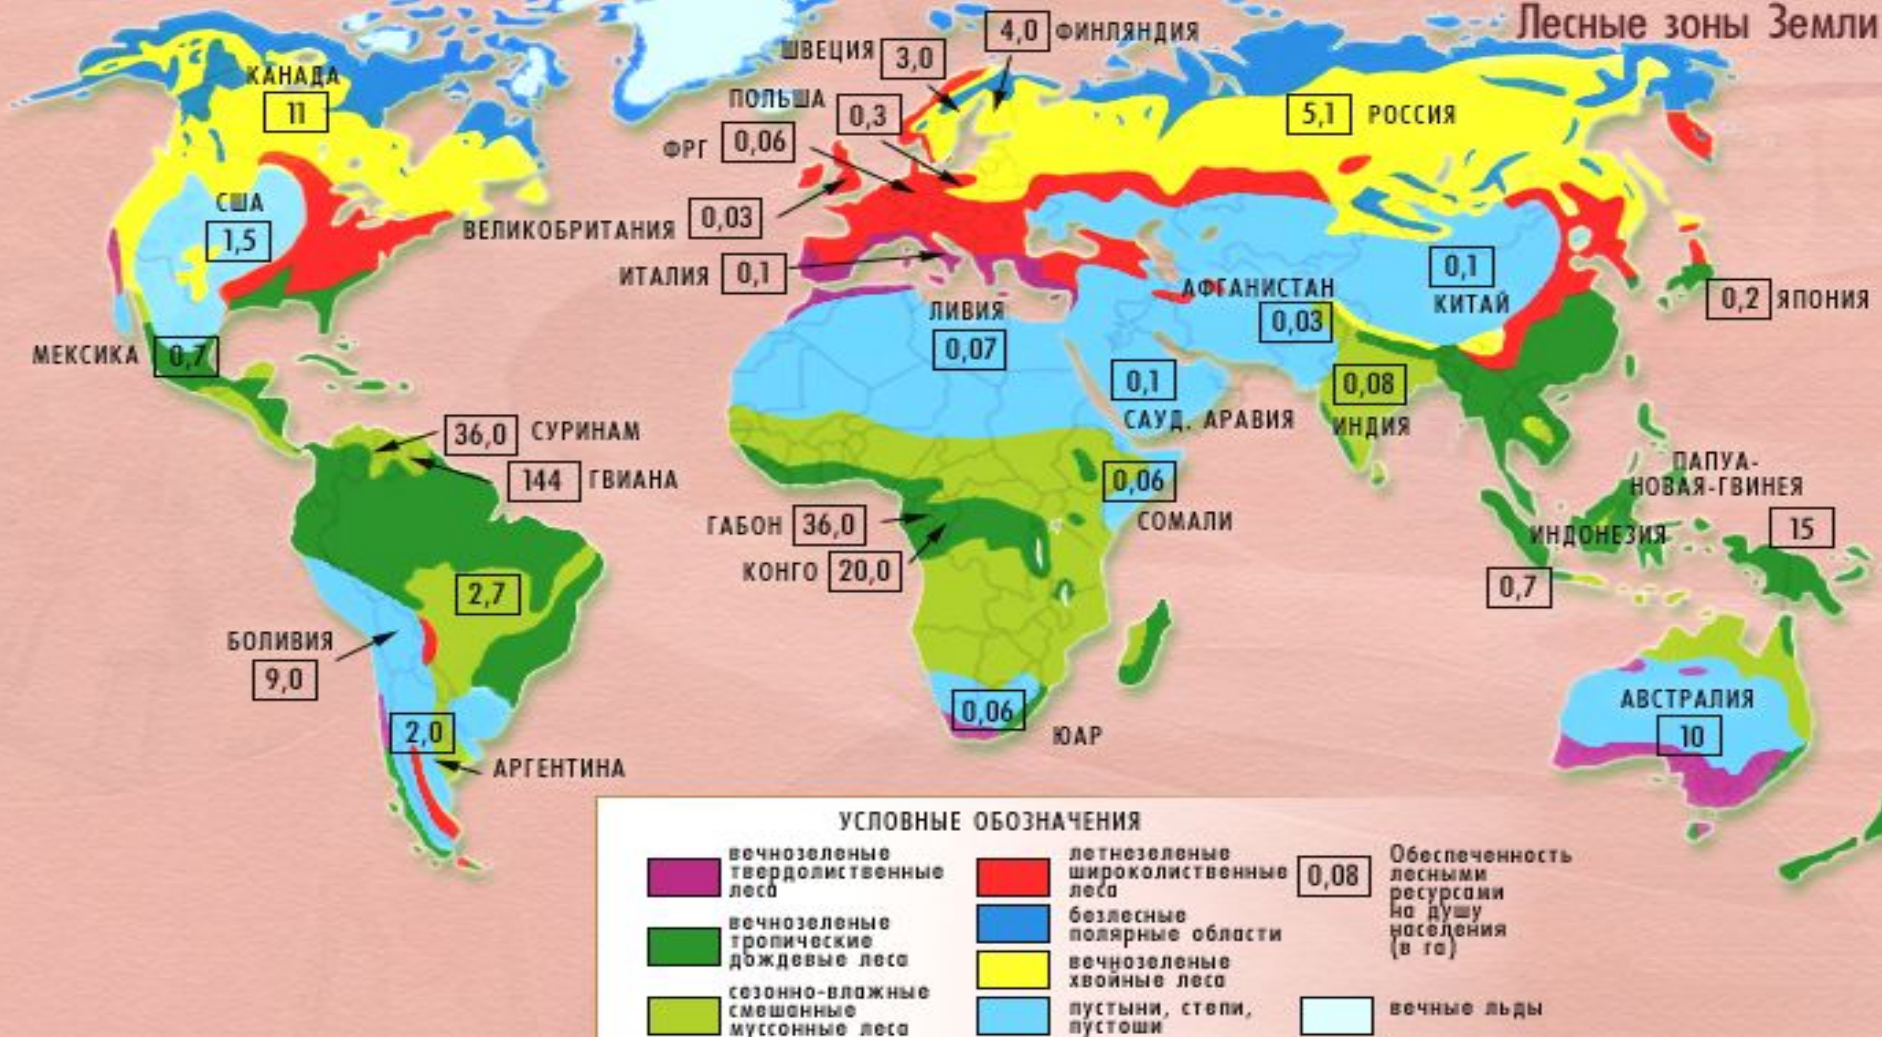 Лесные зоны Земли
КАНАДА
11
США
1,5
МЕКСИКА
0,7
ШВЕЦИЯ
3,0
4,0
ФИНЛЯНДИЯ
ПОЛЬША
0,3
ФРГ
0,06
ВЕЛИКОБРИТАНИЯ
0,03
ИТАЛИЯ
0,1
5,1
РОССИЯ
ЛИВИЯ
0,07
АФГАНИСТАН
0,03
0,1
КИТАЙ
0,2
ЯПОНИЯ
0,1
САУД. АРАВИЯ
0,08
ИНДИЯ
36,0
СУРИНАМ
144
ГВИАНА
ГАБОН
36,0
КОНГО
20,0
0,06
СОМАЛИ
ПАПУА-
НОВАЯ-ГВИНЕЯ
15
ИНДОНЕЗИЯ
0,7
2,7
БОЛИВИЯ
9,0
2,0
АРГЕНТИНА
0,06
ЮАР
АВСТРАЛИЯ
10
УСЛОВНЫЕ ОБОЗНАЧЕНИЯ
вечнозеленые
твердолиственные
леса
вечнозеленые
тропические
дождевые леса
сезонно-влажные
смешанные
муссонные леса
летнезеленые
широколиственные
леса
безлесные
полярные области
вечнозеленые
хвойные леса
пустыни, степи,
пустоши
0,08
Обеспеченность
лесными
ресурсами
на душу
населения
(в га)
вечные льды